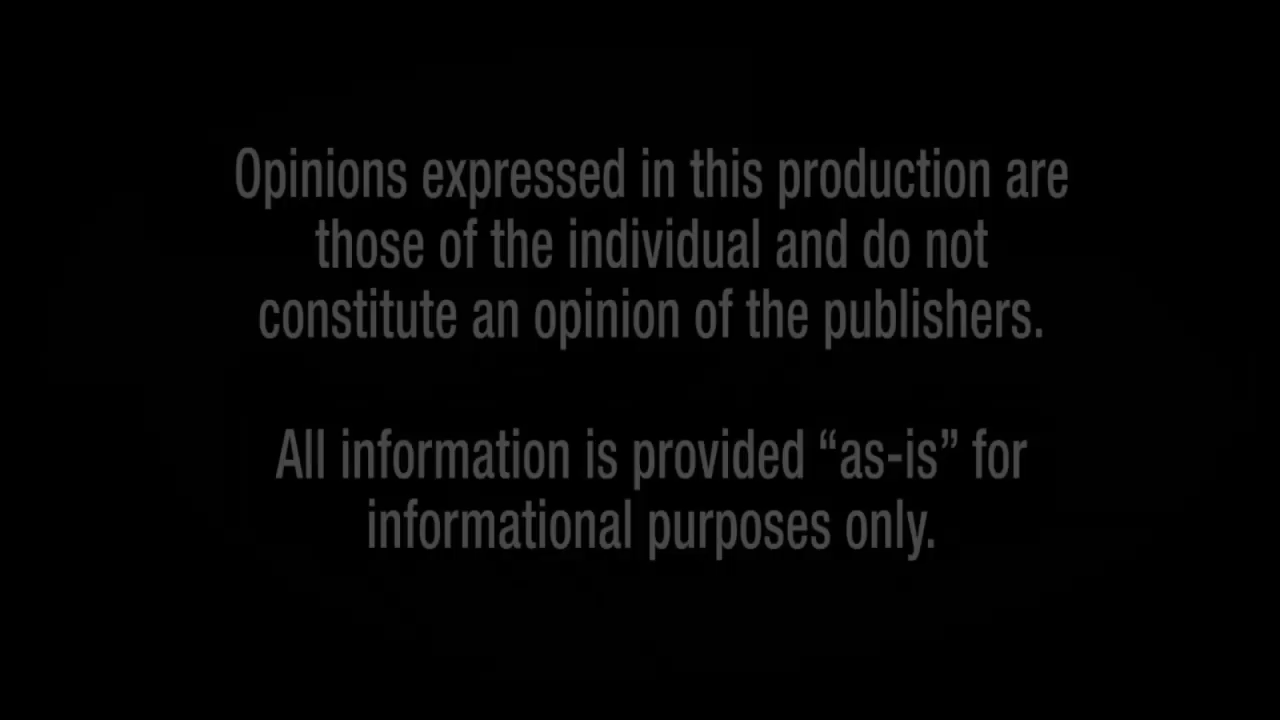 Opinions expressed in this production are
those of the individual and do not
constitute an opinion of the publishers.
All information is provided “as-is” for
informational purposes only.